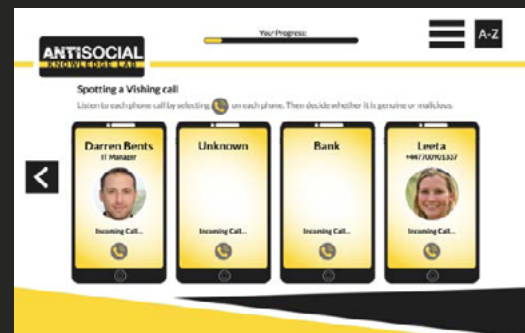 Your Progress:
A-Z
ANTISOCIAL
KNOWLEDGE LAB
Spotting a Vishing call
Listen to each phone call by selecting on each phone. Then decide whether it is genuine or malicious.
Darren Bents
IT Manager
Incoming Call...
Unknown
Incoming Call...
Bank
Incoming Call...
Leeta
+447700901337
Incoming Call...